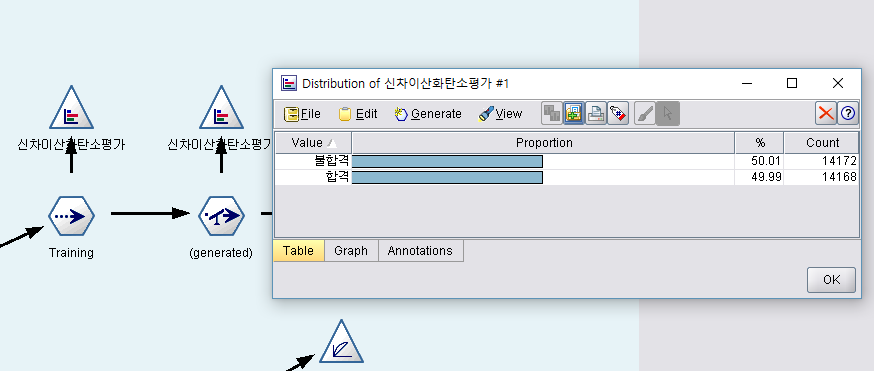 Distribution of 신차이산화탄소평가 #1
File Edit Generate View
Value Proportion % Count
불합격 50.01 14172
합격 49.99 14168
Table Graph Annotations
OK
신차이산화탄소평가 신차이산화탄소평가
Training (generated)